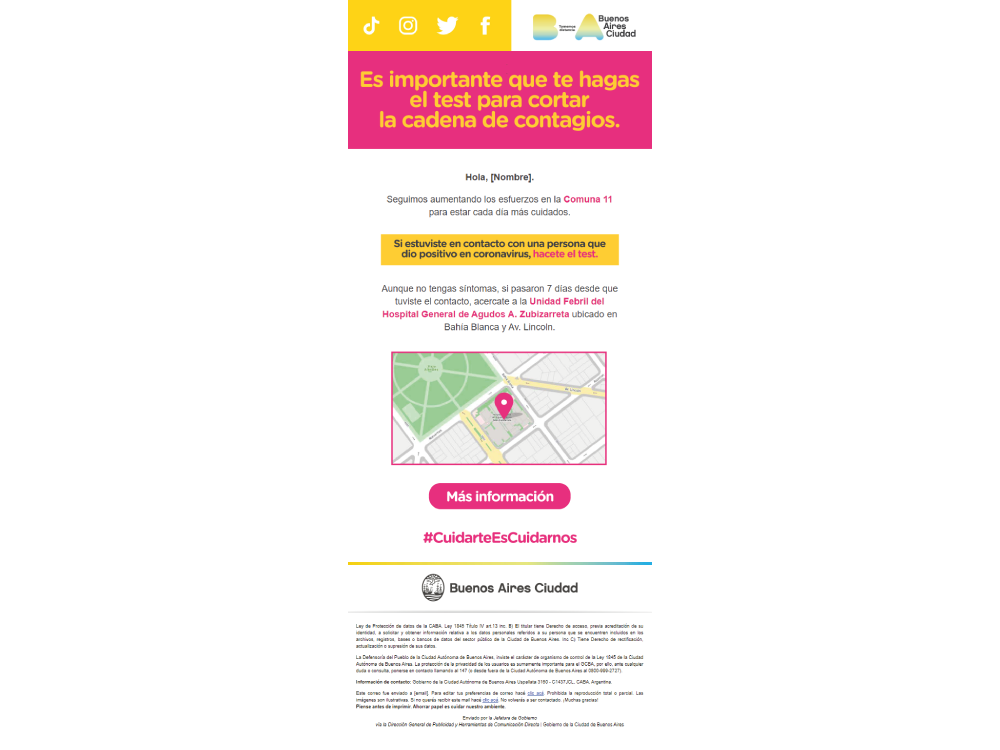 BA
Tomemos distancia
Buenos
Aires
Ciudad
Es importante que te hagas
el test para cortar
la cadena de contagios.
Hola, [Nombre].
Seguimos aumentando los esfuerzos en la Comuna 11
para estar cada día más cuidados.
Si estuviste en contacto con una persona que
dio positivo en coronavirus, hacete el test.
Aunque no tengas síntomas, si pasaron 7 días desde que
tuviste el contacto, acercate a la Unidad Febril del
Hospital General de Agudos A. Zubizarreta ubicado en
Bahía Blanca y Av. Lincoln.
Más información
#CuidarteEsCuidarnos
Buenos Aires Ciudad
Ley de Protección de datos de la CABA. Ley 1845 Título IV art.13 inc. B) El titular tiene Derecho de acceso, previa acreditación de su
identidad, a solicitar y obtener información relativa a los datos personales referidos a su persona que se encuentren incluidos en los
archivos, registros, bases o bancos de datos del sector público de la Ciudad de Buenos Aires. Inc C) Tiene Derecho de rectificación,
actualización o supresión de sus datos.
La Defensoría del Pueblo de la Ciudad Autónoma de Buenos Aires, inviste el carácter de organismo de control de la Ley 1845 de la Ciudad
Autónoma de Buenos Aires. La protección de la privacidad de los usuarios es sumamente importante para el GCBA, por ello, ante cualquier
duda o consulta, ponerse en contacto llamando al 147 (o desde fuera de la Ciudad Autónoma de Buenos Aires al 0800-999-2727).
Información de contacto: Gobierno de la Ciudad Autónoma de Buenos Aires Uspallata 3160 - C1437JCL, CABA, Argentina.
Este correo fue enviado a [email]. Para editar tus preferencias de correo hacé clic acá. Prohibida la reproducción total o parcial. Las
imágenes son ilustrativas. Si no querés recibir este mail hacé clic acá. No volverás a ser contactado. ¡Muchas gracias!
Piense antes de imprimir. Ahorrar papel es cuidar nuestro ambiente.
Enviado por la Jefatura de Gobierno
vía la Dirección General de Publicidad y Herramientas de Comunicación Directa | Gobierno de la Ciudad de Buenos Aires